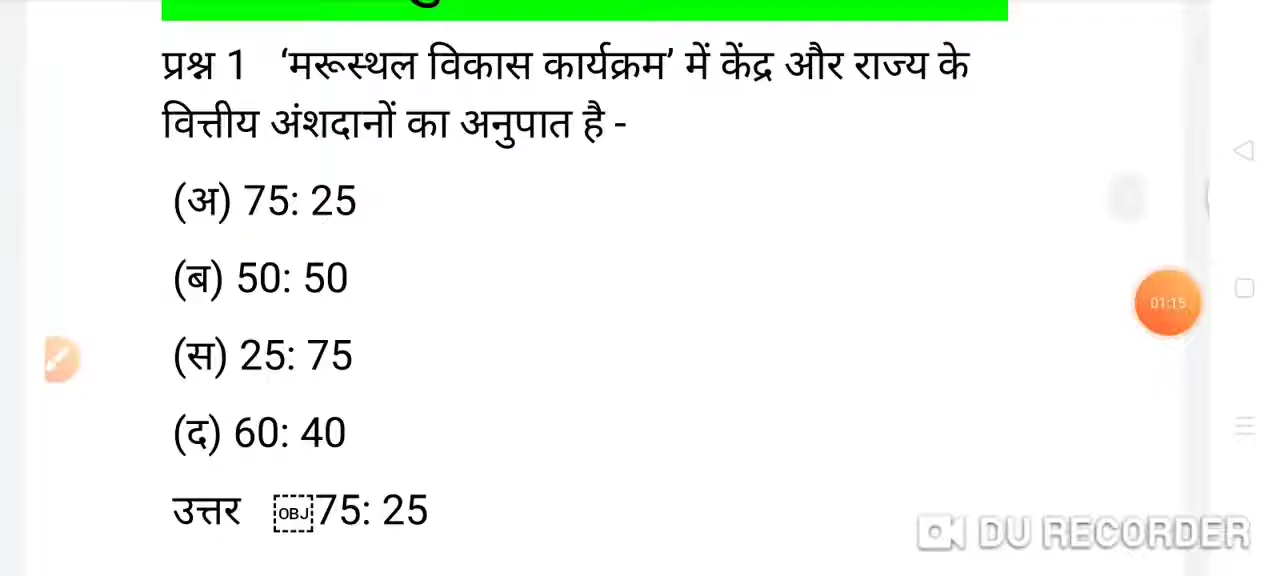 प्रश्न 1 ‘मरूस्थल विकास कार्यक्रम’ में केंद्र और राज्य के
वित्तीय अंशदानों का अनुपात है -
(अ) 75: 25
(ब) 50: 50
(स) 25: 75
(द) 60: 40
उत्तर OBJ 75: 25
01:15
DU RECORDER